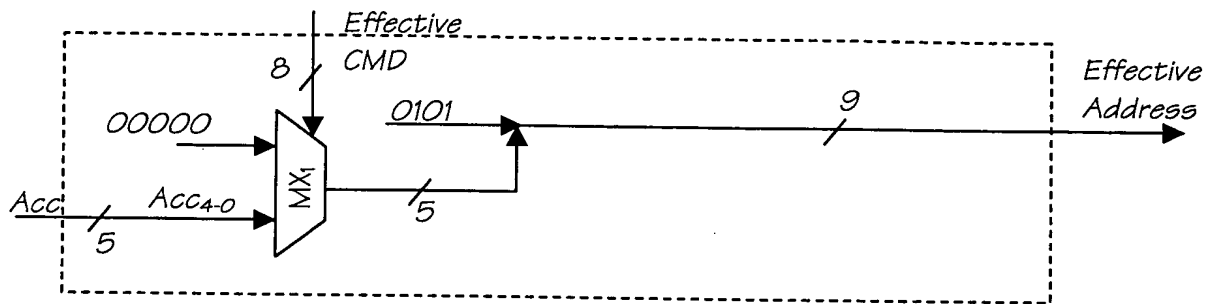 Effective
CMD
8
00000
0101
9
Effective
Address
MX₁
5
Acc
5
Acc₄₋₀